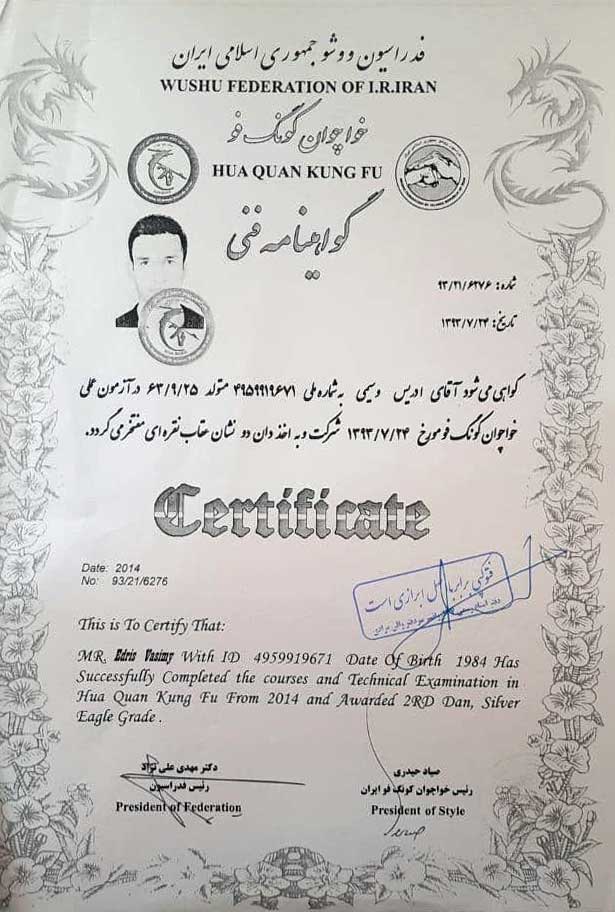 فدراسیون ووشو جمهوری اسلامی ایران
WUSHU FEDERATION OF I.R.IRAN
خواچوان کونگ فو
HUA QUAN KUNG FU
گواهینامه فنی
شماره: ۹۳/۲۱/۶۲۷۶
تاریخ: ۱۳۹۳/۷/۲۴
گواهی می شود آقای ادریس وسیمی به شماره ملی ۴۹۵۹۹۱۹۶۷۱ متولد ۶۳/۹/۲۵ در آزمون عملی
خواچوان کونگ فو مورخ ۱۳۹۳/۷/۲۴ شرکت و به اخذ دان دو نشان عقاب نقره ای مفتخر می گردد.
Certificate
Date: 2014
No: 93/21/6276
فتوکپی برابر با اصل ابرازی است
This is to Certify That:
MR. Edris Vasimy With ID 4959919671 Date Of Birth 1984 Has
Successfully Completed the courses and Technical Examination in
Hua Quan Kung Fu From 2014 and Awarded 2RD Dan, Silver
Eagle Grade .
دکتر مهدی علی نژاد
رئیس فدراسیون
President of Federation
صیاد حیدری
رئیس خواچوان کونگ فو ایران
President of Style